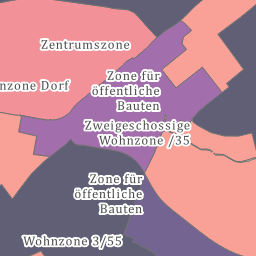 Zentrumszone
nzone Dorf
Zone für
öffentliche
Bauten
Zweigeschossige
Wohnzone /35
Zone für
öffentliche
Bauten
Wohnzone 3/55